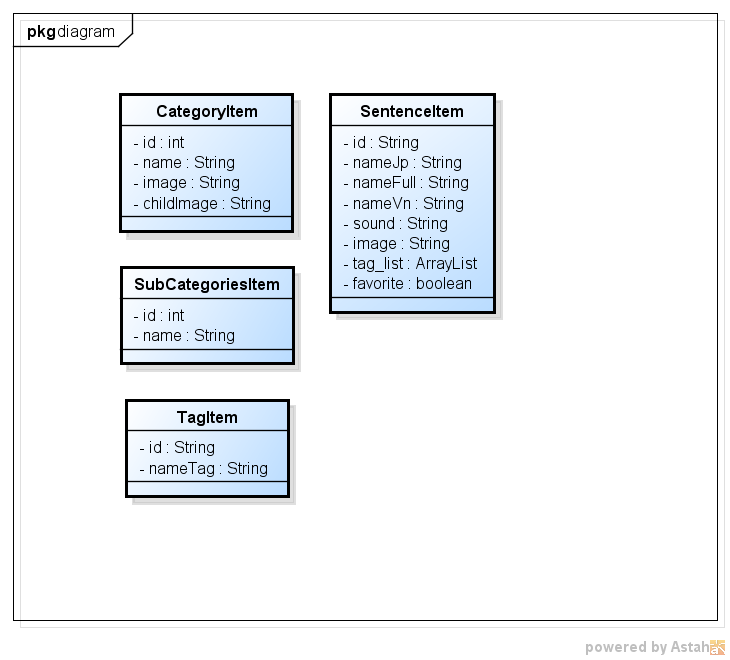 pkg diagram
CategoryItem
- id : int
- name : String
- image : String
- childImage : String
SentenceItem
- id : String
- nameJp : String
- nameFull : String
- nameVn : String
- sound : String
- image : String
- tag_list : ArrayList
- favorite : boolean
SubCategoriesItem
- id : int
- name : String
TagItem
- id : String
- nameTag : String
powered by Astah